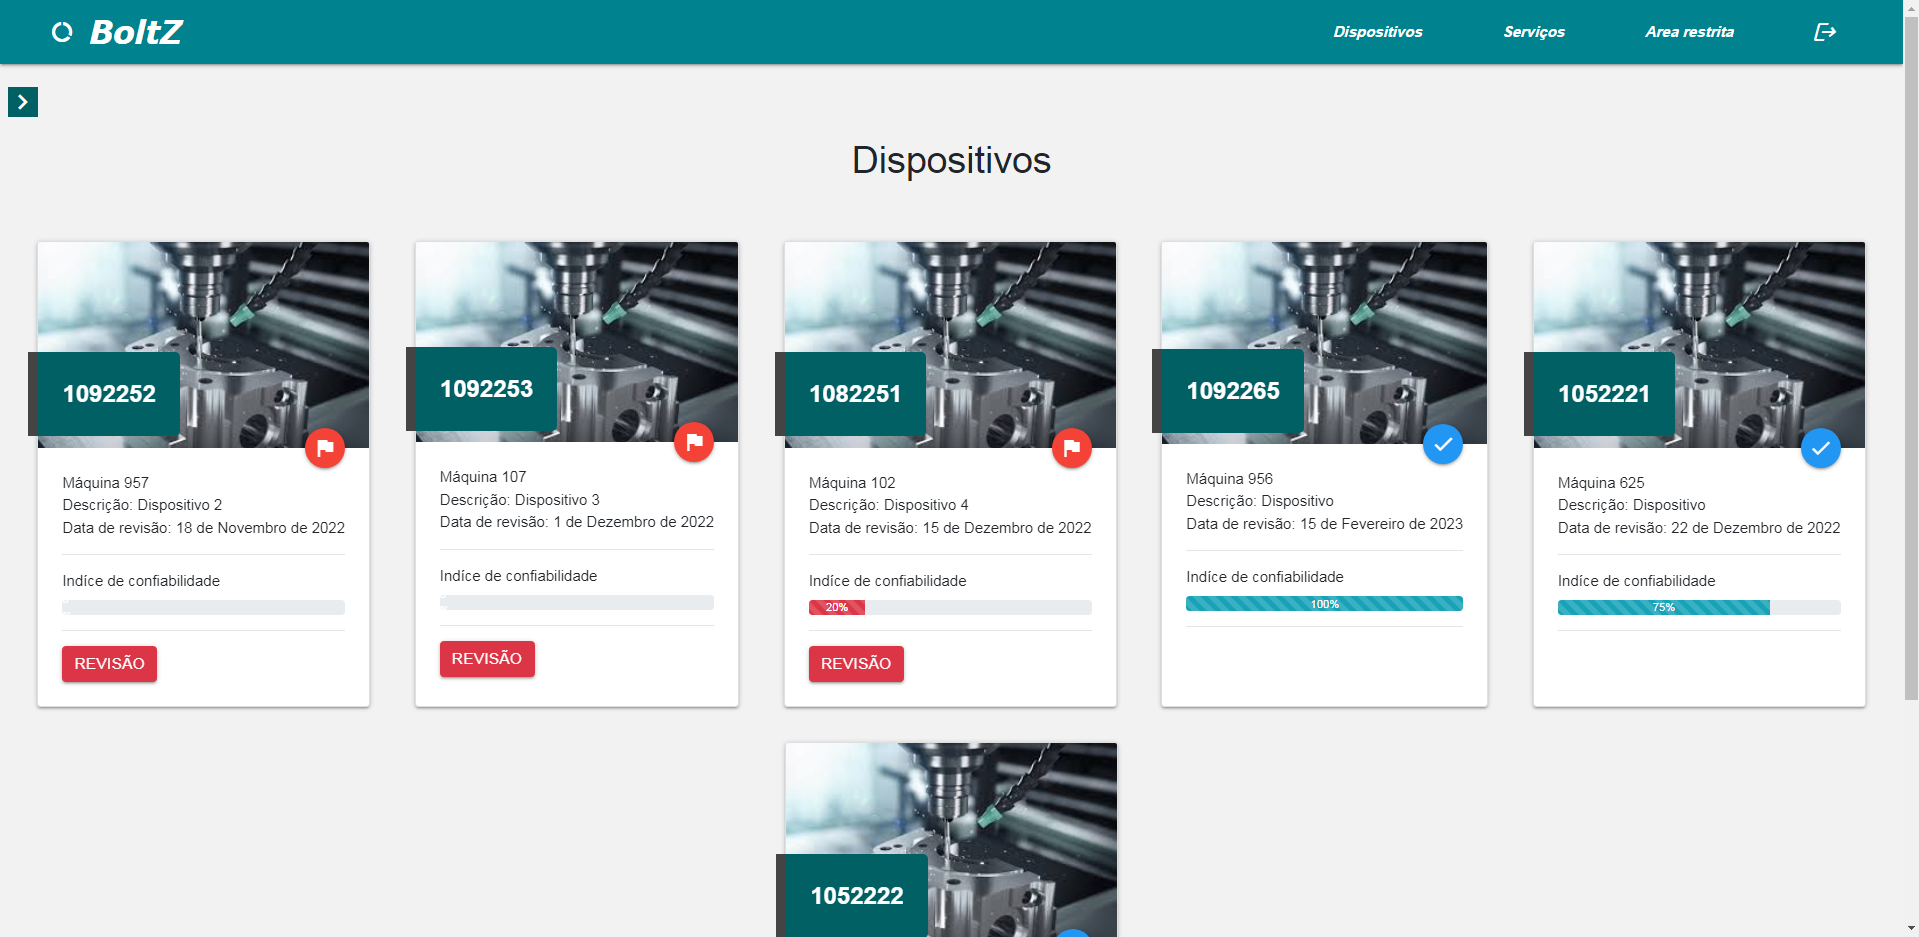 BoltZ
Dispositivos
Serviços
Area restrita
Dispositivos
1092252
Máquina 957
Descrição: Dispositivo 2
Data de revisão: 18 de Novembro de 2022
Indíce de confiabilidade
REVISÃO
1092253
Máquina 107
Descrição: Dispositivo 3
Data de revisão: 1 de Dezembro de 2022
Indíce de confiabilidade
REVISÃO
1082251
Máquina 102
Descrição: Dispositivo 4
Data de revisão: 15 de Dezembro de 2022
Indíce de confiabilidade
20%
REVISÃO
1092265
Máquina 956
Descrição: Dispositivo
Data de revisão: 15 de Fevereiro de 2023
Indíce de confiabilidade
100%
1052221
Máquina 625
Descrição: Dispositivo
Data de revisão: 22 de Dezembro de 2022
Indíce de confiabilidade
75%
1052222